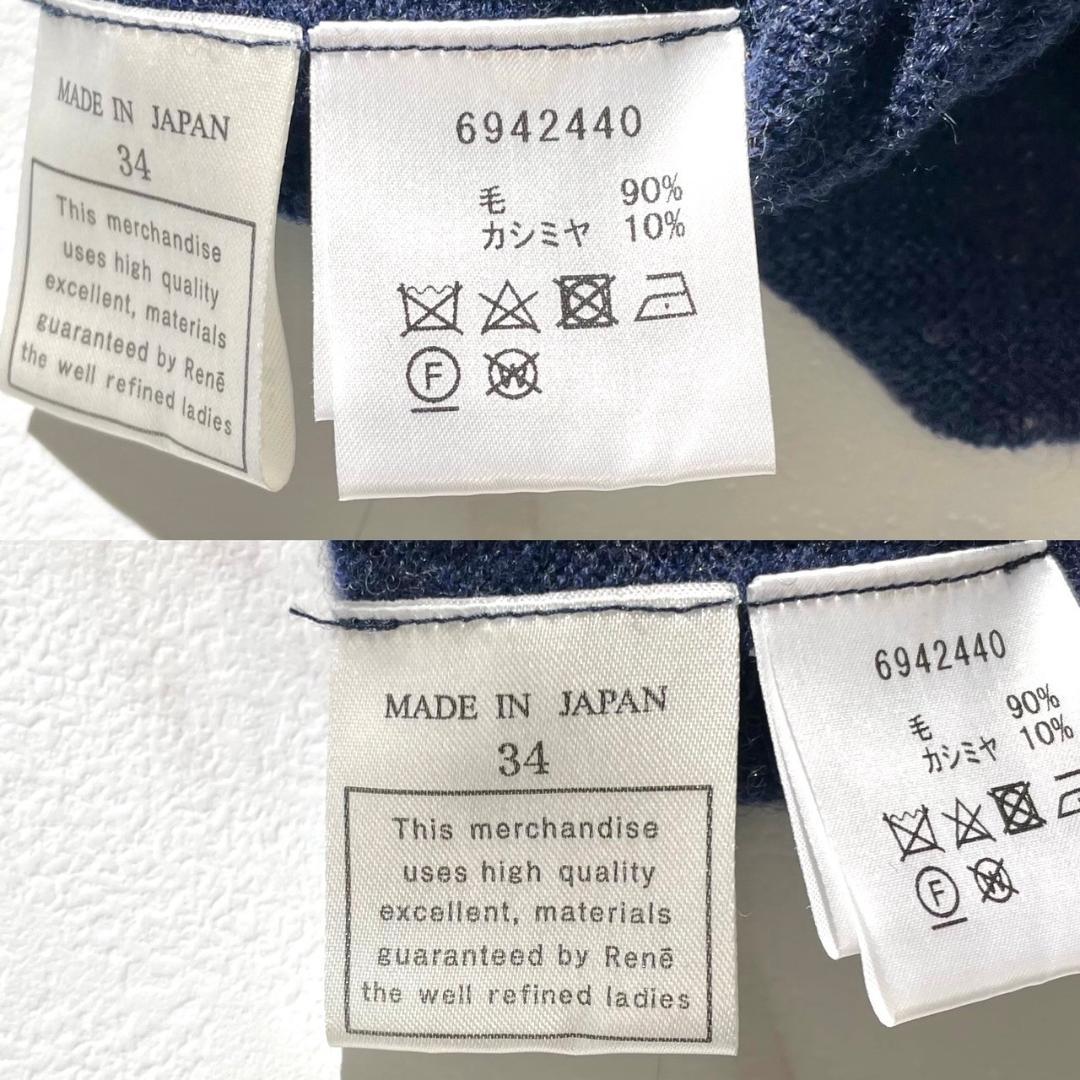 MADE IN JAPAN
34
This merchandise
uses high quality
excellent, materials
guaranteed by Renē
the well refined ladies
6942440
毛 90%
カシミヤ 10%
F
W
MADE IN JAPAN
34
This merchandise
uses high quality
excellent, materials
guaranteed by Renē
the well refined ladies
6942440
毛 90%
カシミヤ 10%
F
W